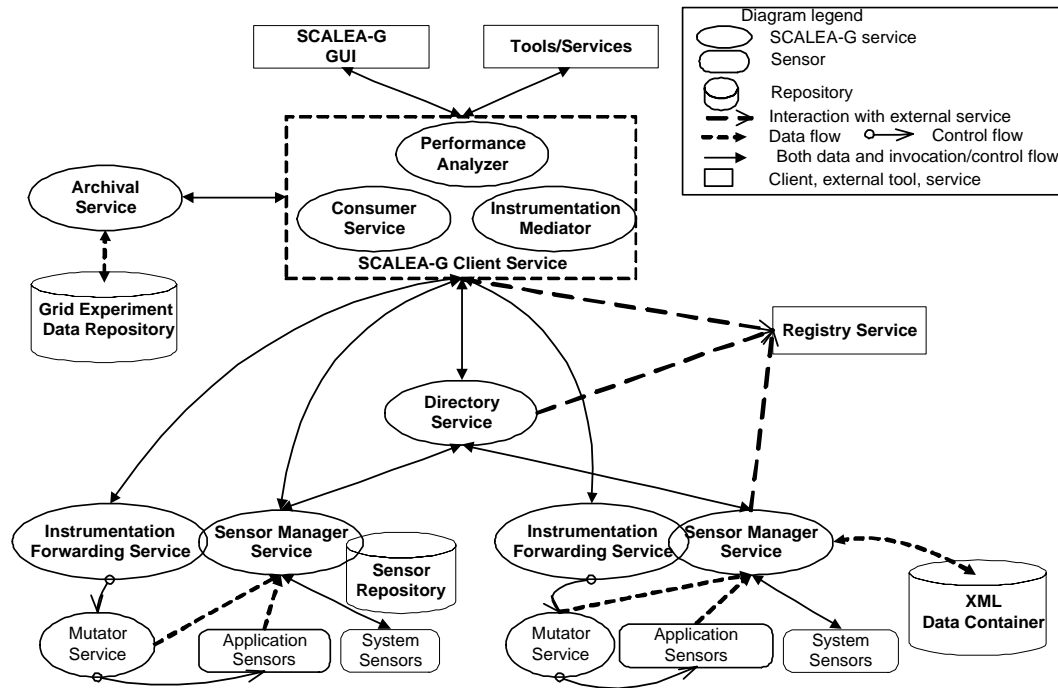 SCALEA-G
GUI
Tools/Services
Diagram legend
SCALEA-G service
Sensor
Repository
Interaction with external service
Data flow
Control flow
Both data and invocation/control flow
Client, external tool, service
Performance
Analyzer
Archival
Service
Consumer
Service
Instrumentation
Mediator
SCALEA-G Client Service
Grid Experiment
Data Repository
Registry Service
Directory
Service
Instrumentation
Forwarding Service
Sensor Manager
Service
Sensor
Repository
Instrumentation
Forwarding Service
Sensor Manager
Service
XML
Data Container
Mutator
Service
Application
Sensors
System
Sensors
Mutator
Service
Application
Sensors
System
Sensors